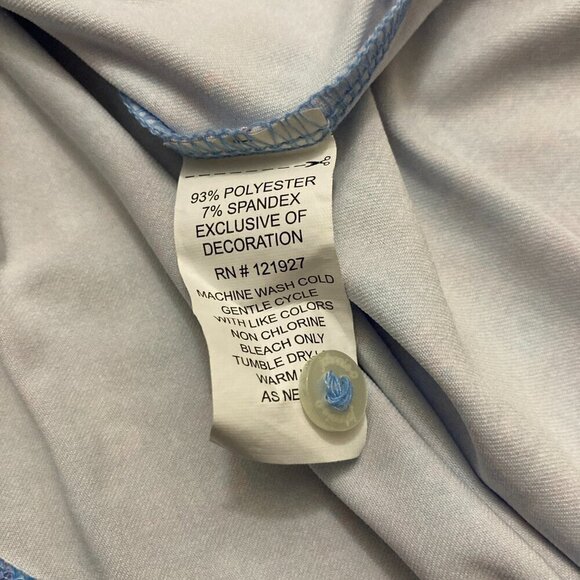 93% POLYESTER
7% SPANDEX
EXCLUSIVE OF
DECORATION
RN # 121927
MACHINE WASH COLD
GENTLE CYCLE
WITH LIKE COLORS
NON CHLORINE
BLEACH ONLY
TUMBLE DRY
WARM
AS